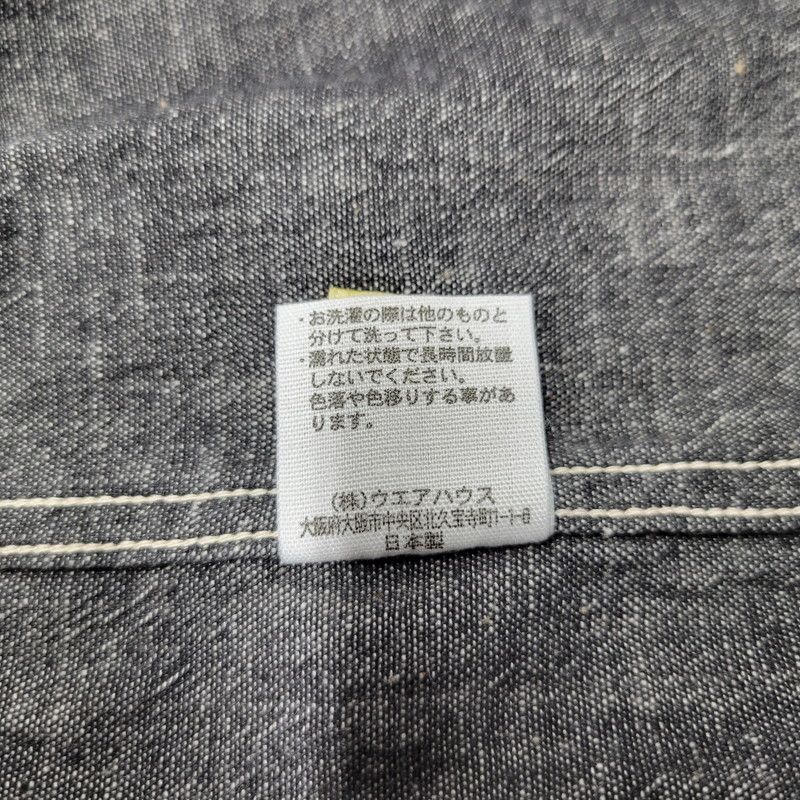 ・お洗濯の際は他のものと
分けて洗って下さい。
・濡れた状態で長時間放置
しないでください。
色落や色移りする事があ
ります。
(株)ウエアハウス
大阪府大阪市中央区北久宝寺町1-1-8
日本製